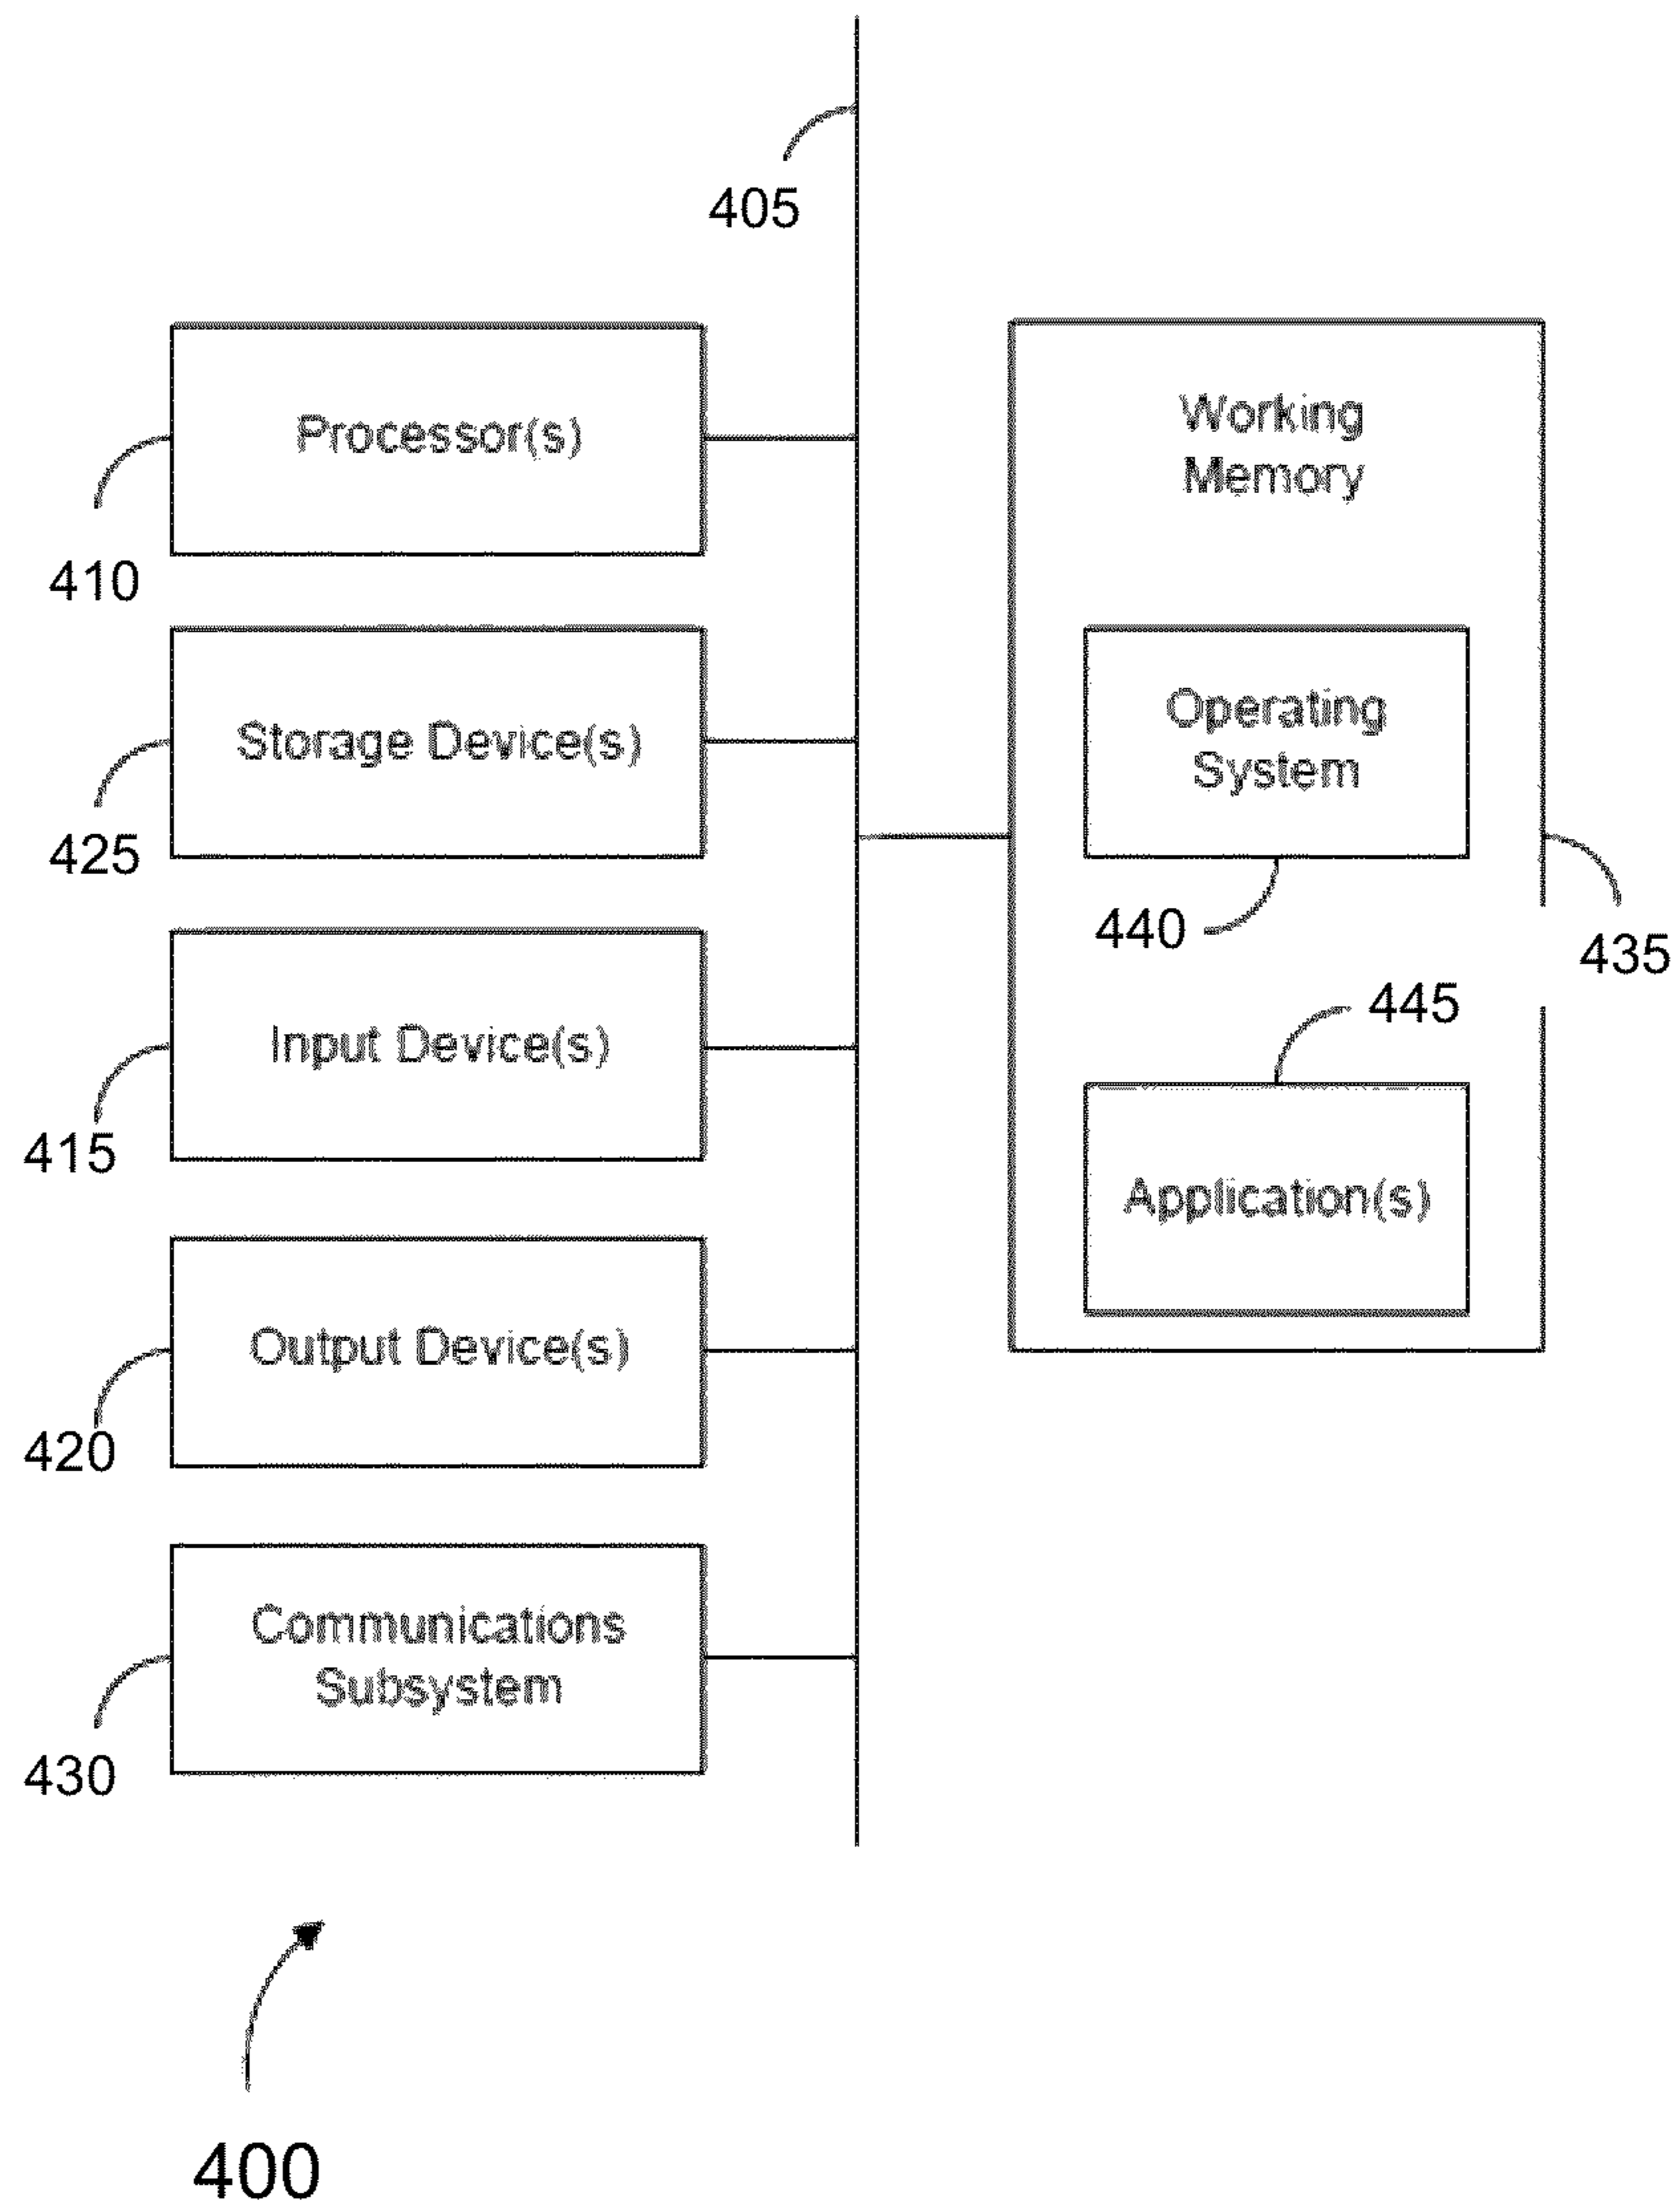 405
Processor(s)
410
Storage Device(s)
425
Input Device(s)
415
Output Device(s)
420
Communications
Subsystem
430
Working
Memory
Operating
System
440
435
445
Application(s)
400